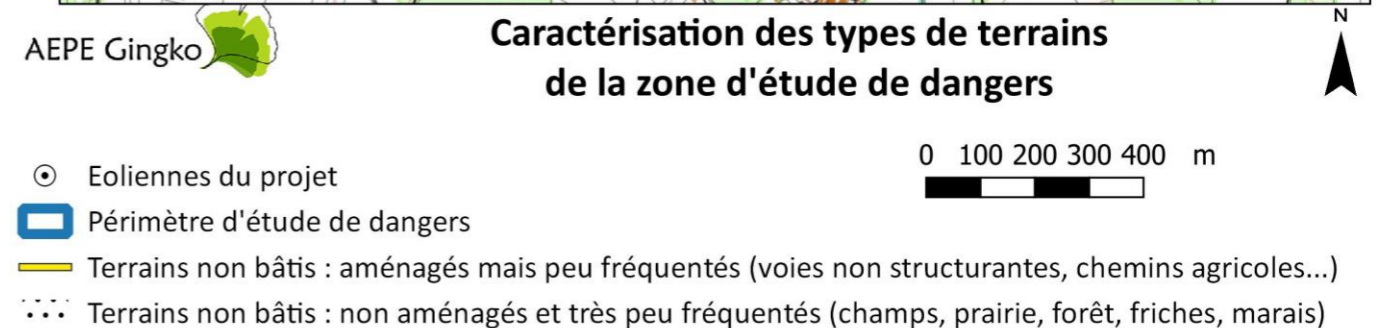 AEPE Gingko
Caractérisation des types de terrains
de la zone d'étude de dangers
N
0 100 200 300 400 m
Eoliennes du projet
Périmètre d'étude de dangers
Terrains non bâtis : aménagés mais peu fréquentés (voies non structurantes, chemins agricoles...)
Terrains non bâtis : non aménagés et très peu fréquentés (champs, prairie, forêt, friches, marais)